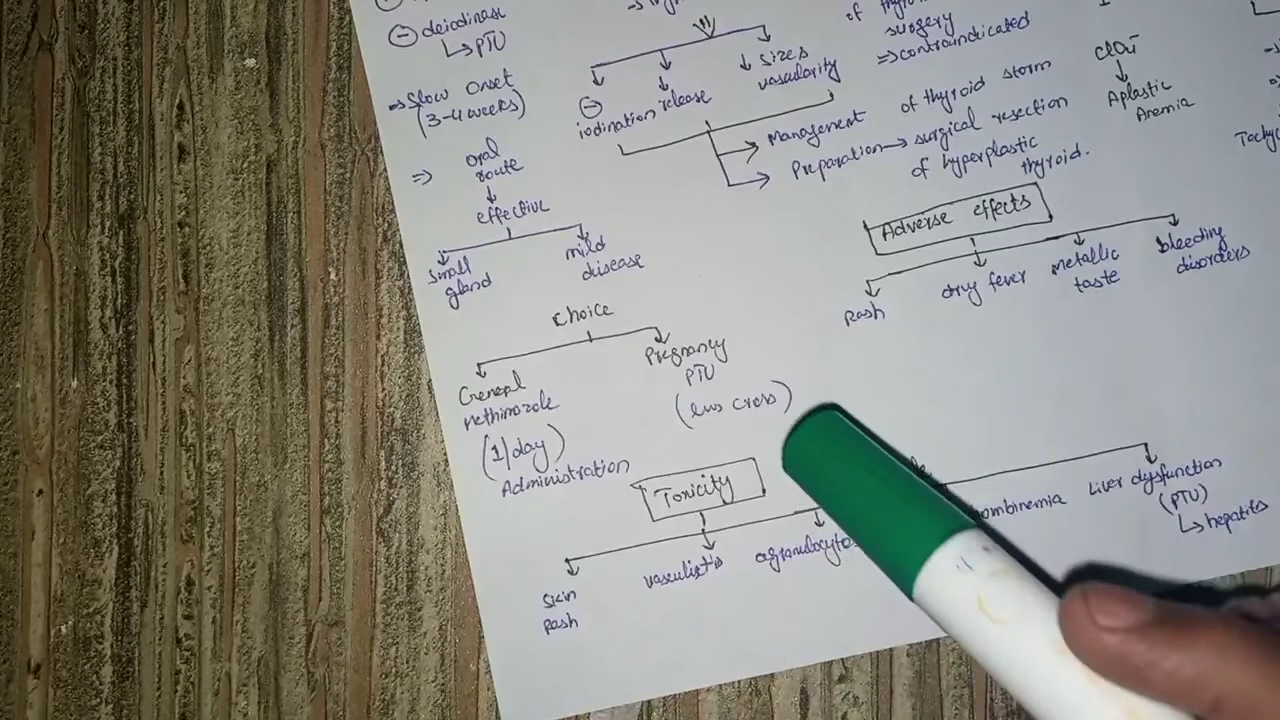 ⊖ deiodinase
↳ PTU
⇒ Slow onset
(3-4 weeks)
⇒ oral
route
↓
effective
Small
gland
mild
disease
choice
General
methimazole
(1/day)
Administration
Pregnancy
PTU
(less cross)
⊖
iodination
release
↓ sizes
vascularity
→ Management of thyroid storm
→ Preparation → surgical resection
of hyperplastic
thyroid.
surgery
⇒ contraindicated
ClO4-
↓
Aplastic
Anemia
Adverse effects
Rash
drug fever
metallic
taste
bleeding
disorders
Toxicity
Skin
Rash
vasculistis
Liver dysfunction
(PTU)
↳ hepatitis